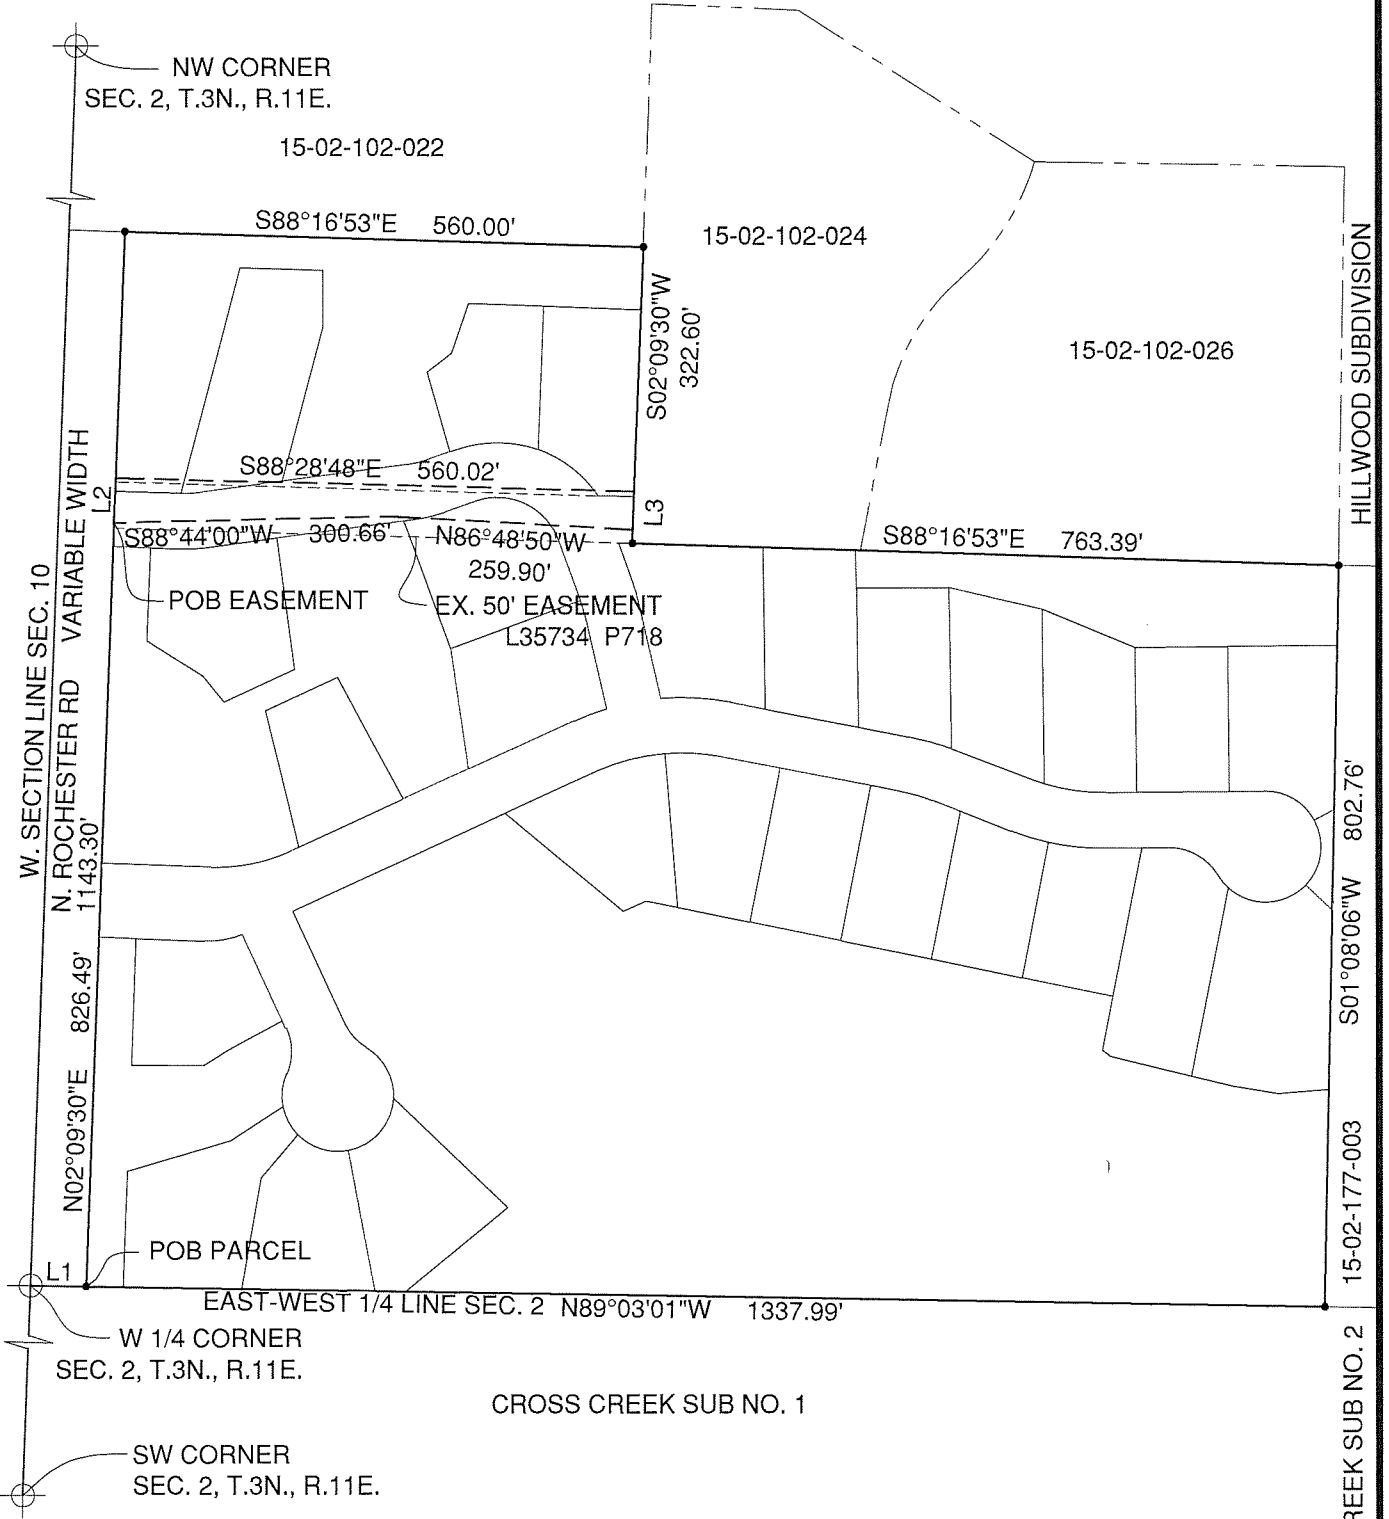 NW CORNER
SEC. 2, T.3N., R.11E.
15-02-102-022
S88°16'53"E 560.00'
15-02-102-024
S02°09'30"W
322.60'
15-02-102-026
HILLWOOD SUBDIVISION
S88°28'48"E 560.02'
L2
L3
S88°44'00"W 300.66'
N86°48'50"W
259.90'
S88°16'53"E 763.39'
POB EASEMENT
EX. 50' EASEMENT
L35734 P718
W. SECTION LINE SEC. 10
N. ROCHESTER RD VARIABLE WIDTH
1143.30'
N02°09'30"E 826.49'
S01°08'06"W 802.76'
15-02-177-003
POB PARCEL
L1
EAST-WEST 1/4 LINE SEC. 2 N89°03'01"W 1337.99'
W 1/4 CORNER
SEC. 2, T.3N., R.11E.
CROSS CREEK SUB NO. 1
REEK SUB NO. 2
SW CORNER
SEC. 2, T.3N., R.11E.